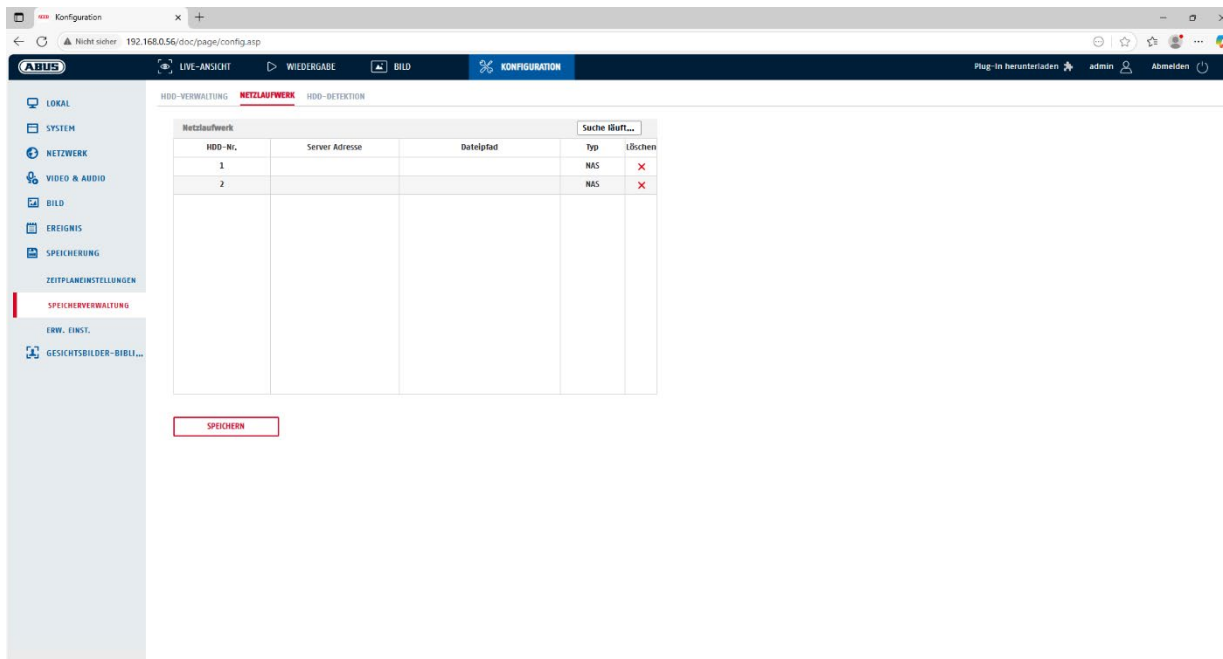 Konfiguration
Nicht sicher 192.168.0.56/doc/page/config.asp
ABUS LIVE-ANSICHT WIEDERGABE BILD KONFIGURATION Plug-In herunterladen admin Abmelden
HDD-VERWALTUNG NETZLAUFWERK HDD-DETEKTION
LOKAL
SYSTEM
NETZWERK
VIDEO & AUDIO
BILD
EREIGNIS
SPEICHERUNG
ZEITPLANEINSTELLUNGEN
SPEICHERVERWALTUNG
ERW. EINST.
GESICHTSBILDER-BIBLI...
Netzlaufwerk Suche läuft...
HDD-Nr. Server Adresse Dateipfad Typ Löschen
1 NAS
2 NAS
SPEICHERN